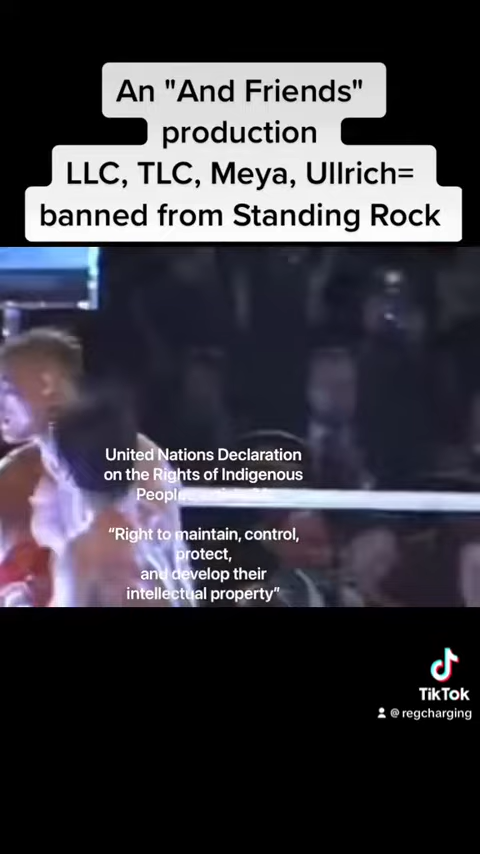 An "And Friends"
production
LLC, TLC, Meya, Ullrich=
banned from Standing Rock
United Nations Declaration
on the Rights of Indigenous
Peoples
“Right to maintain, control,
protect,
and develop their
intellectual property”
TikTok
@regcharging